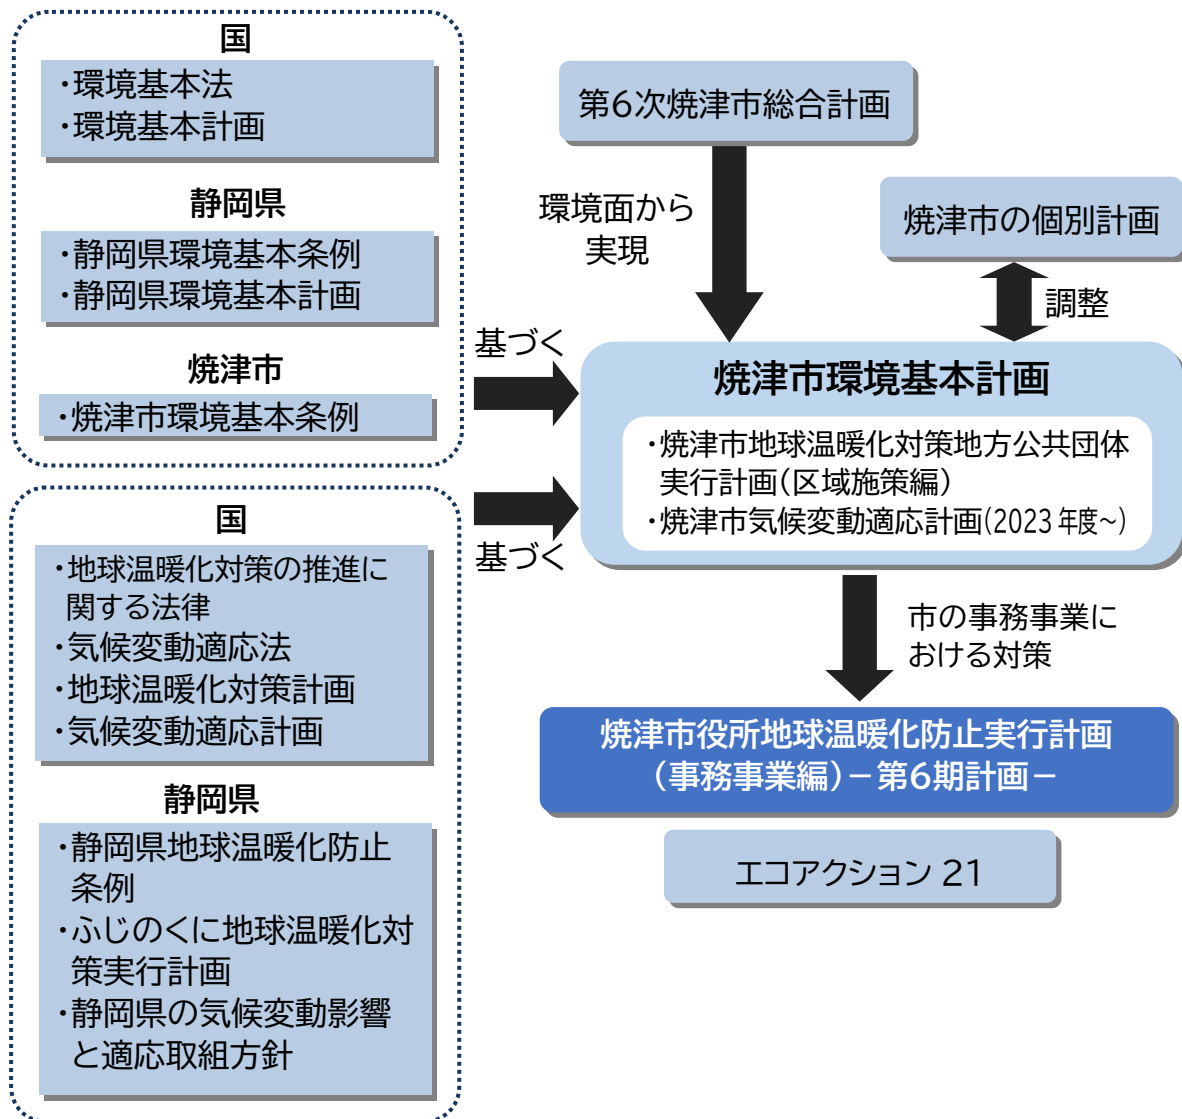 国
・環境基本法
・環境基本計画
静岡県
・静岡県環境基本条例
・静岡県環境基本計画
焼津市
・焼津市環境基本条例
国
・地球温暖化対策の推進に
関する法律
・気候変動適応法
・地球温暖化対策計画
・気候変動適応計画
静岡県
・静岡県地球温暖化防止
条例
・ふじのくに地球温暖化対
策実行計画
・静岡県の気候変動影響
と適応取組方針
基づく
基づく
第6次焼津市総合計画
環境面から
実現
焼津市の個別計画
調整
焼津市環境基本計画
・焼津市地球温暖化対策地方公共団体
実行計画(区域施策編)
・焼津市気候変動適応計画(2023年度~)
市の事務事業に
おける対策
焼津市役所地球温暖化防止実行計画
(事務事業編)－第6期計画－
エコアクション 21